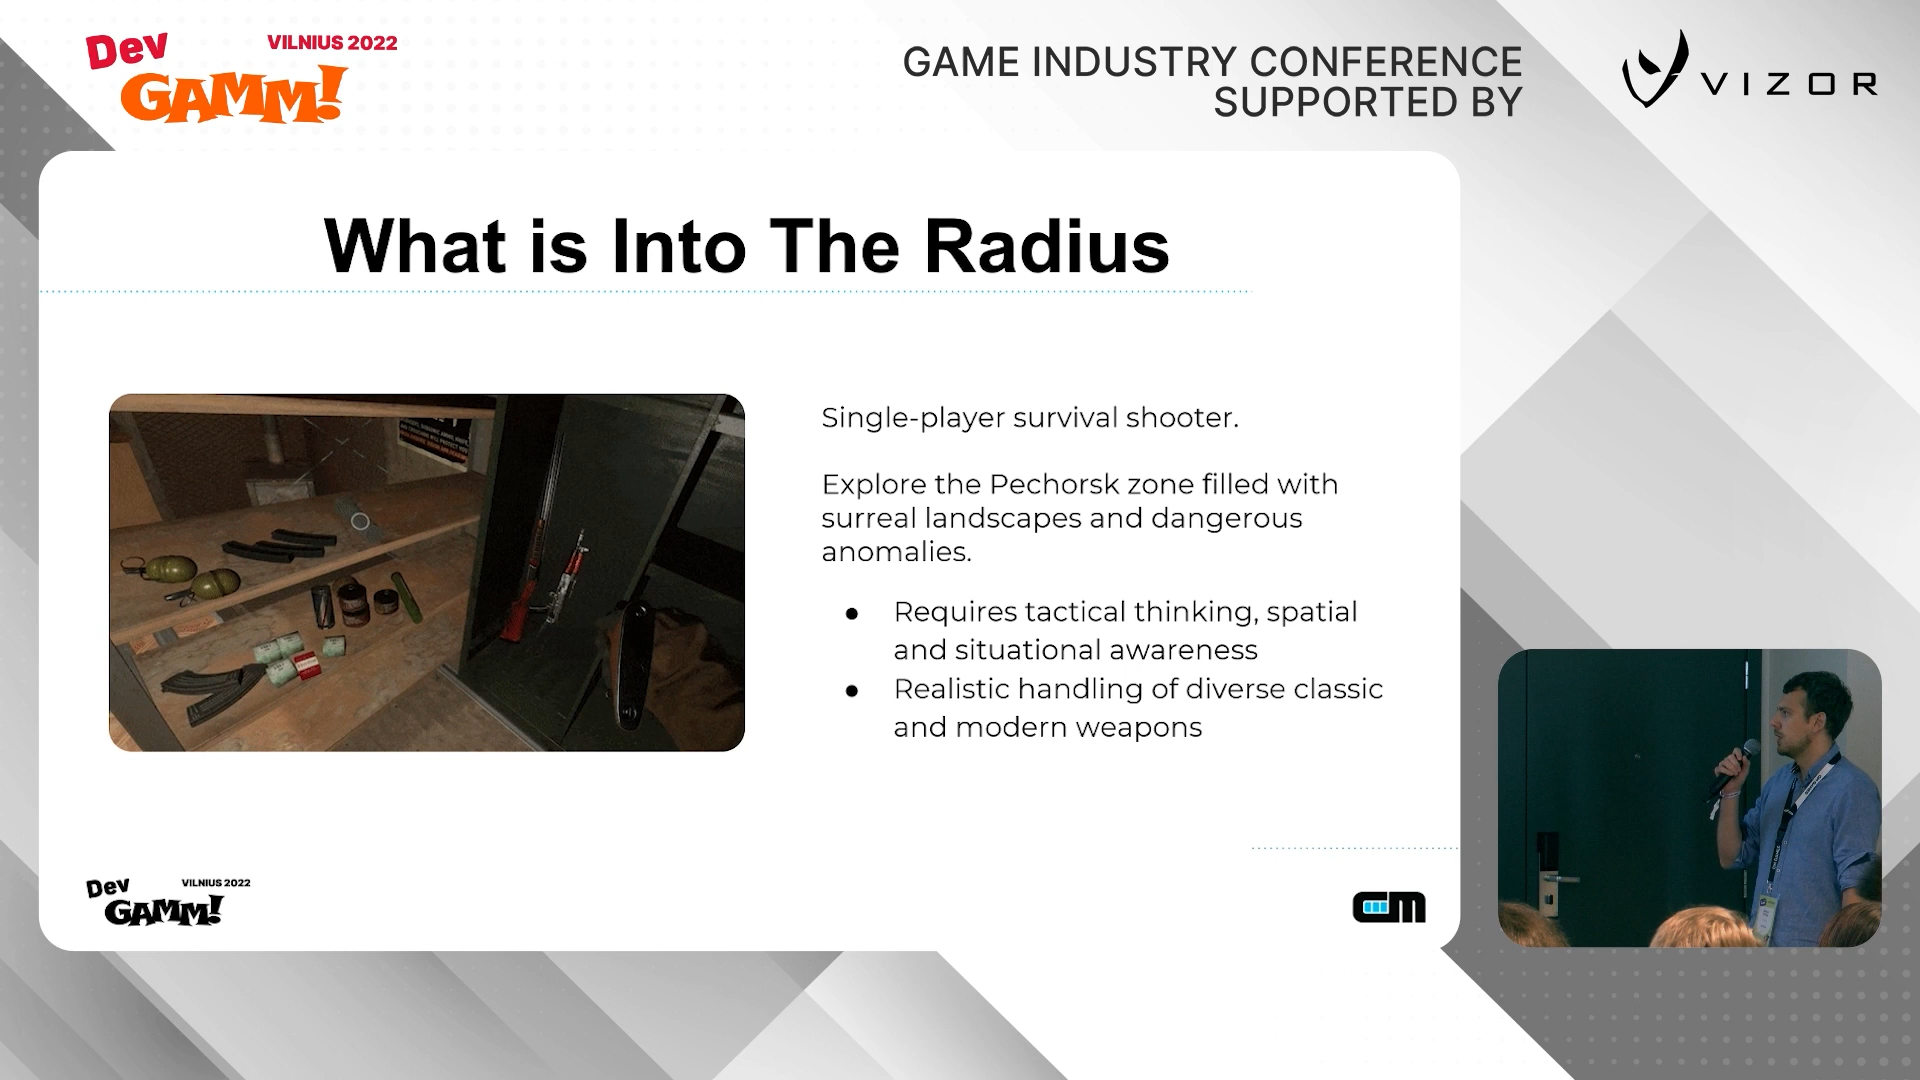 Dev
GAMM!
VILNIUS 2022
GAME INDUSTRY CONFERENCE
SUPPORTED BY
VIZOR
What is Into The Radius
Single-player survival shooter.
Explore the Pechorsk zone filled with
surreal landscapes and dangerous
anomalies.
● Requires tactical thinking, spatial
and situational awareness
● Realistic handling of diverse classic
and modern weapons
Dev
GAMM!
VILNIUS 2022
CM